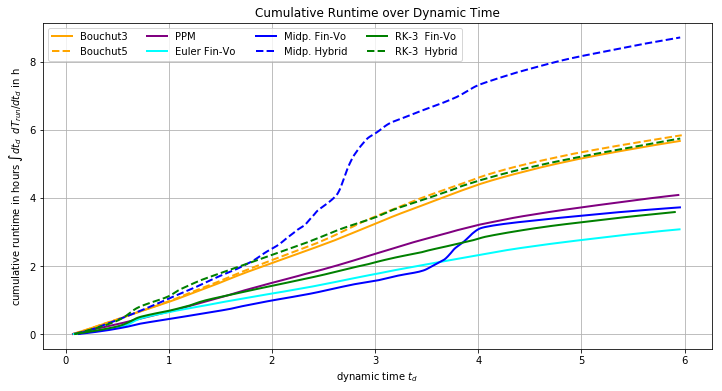 Cumulative Runtime over Dynamic Time
Bouchut3 PPM Midp. Fin-Vo RK-3 Fin-Vo
Bouchut5 Euler Fin-Vo Midp. Hybrid RK-3 Hybrid
cumulative runtime in hours ∫ dt_d dT_run/dt_d in h
8
6
4
2
0
0 1 2 3 4 5 6
dynamic time t_d